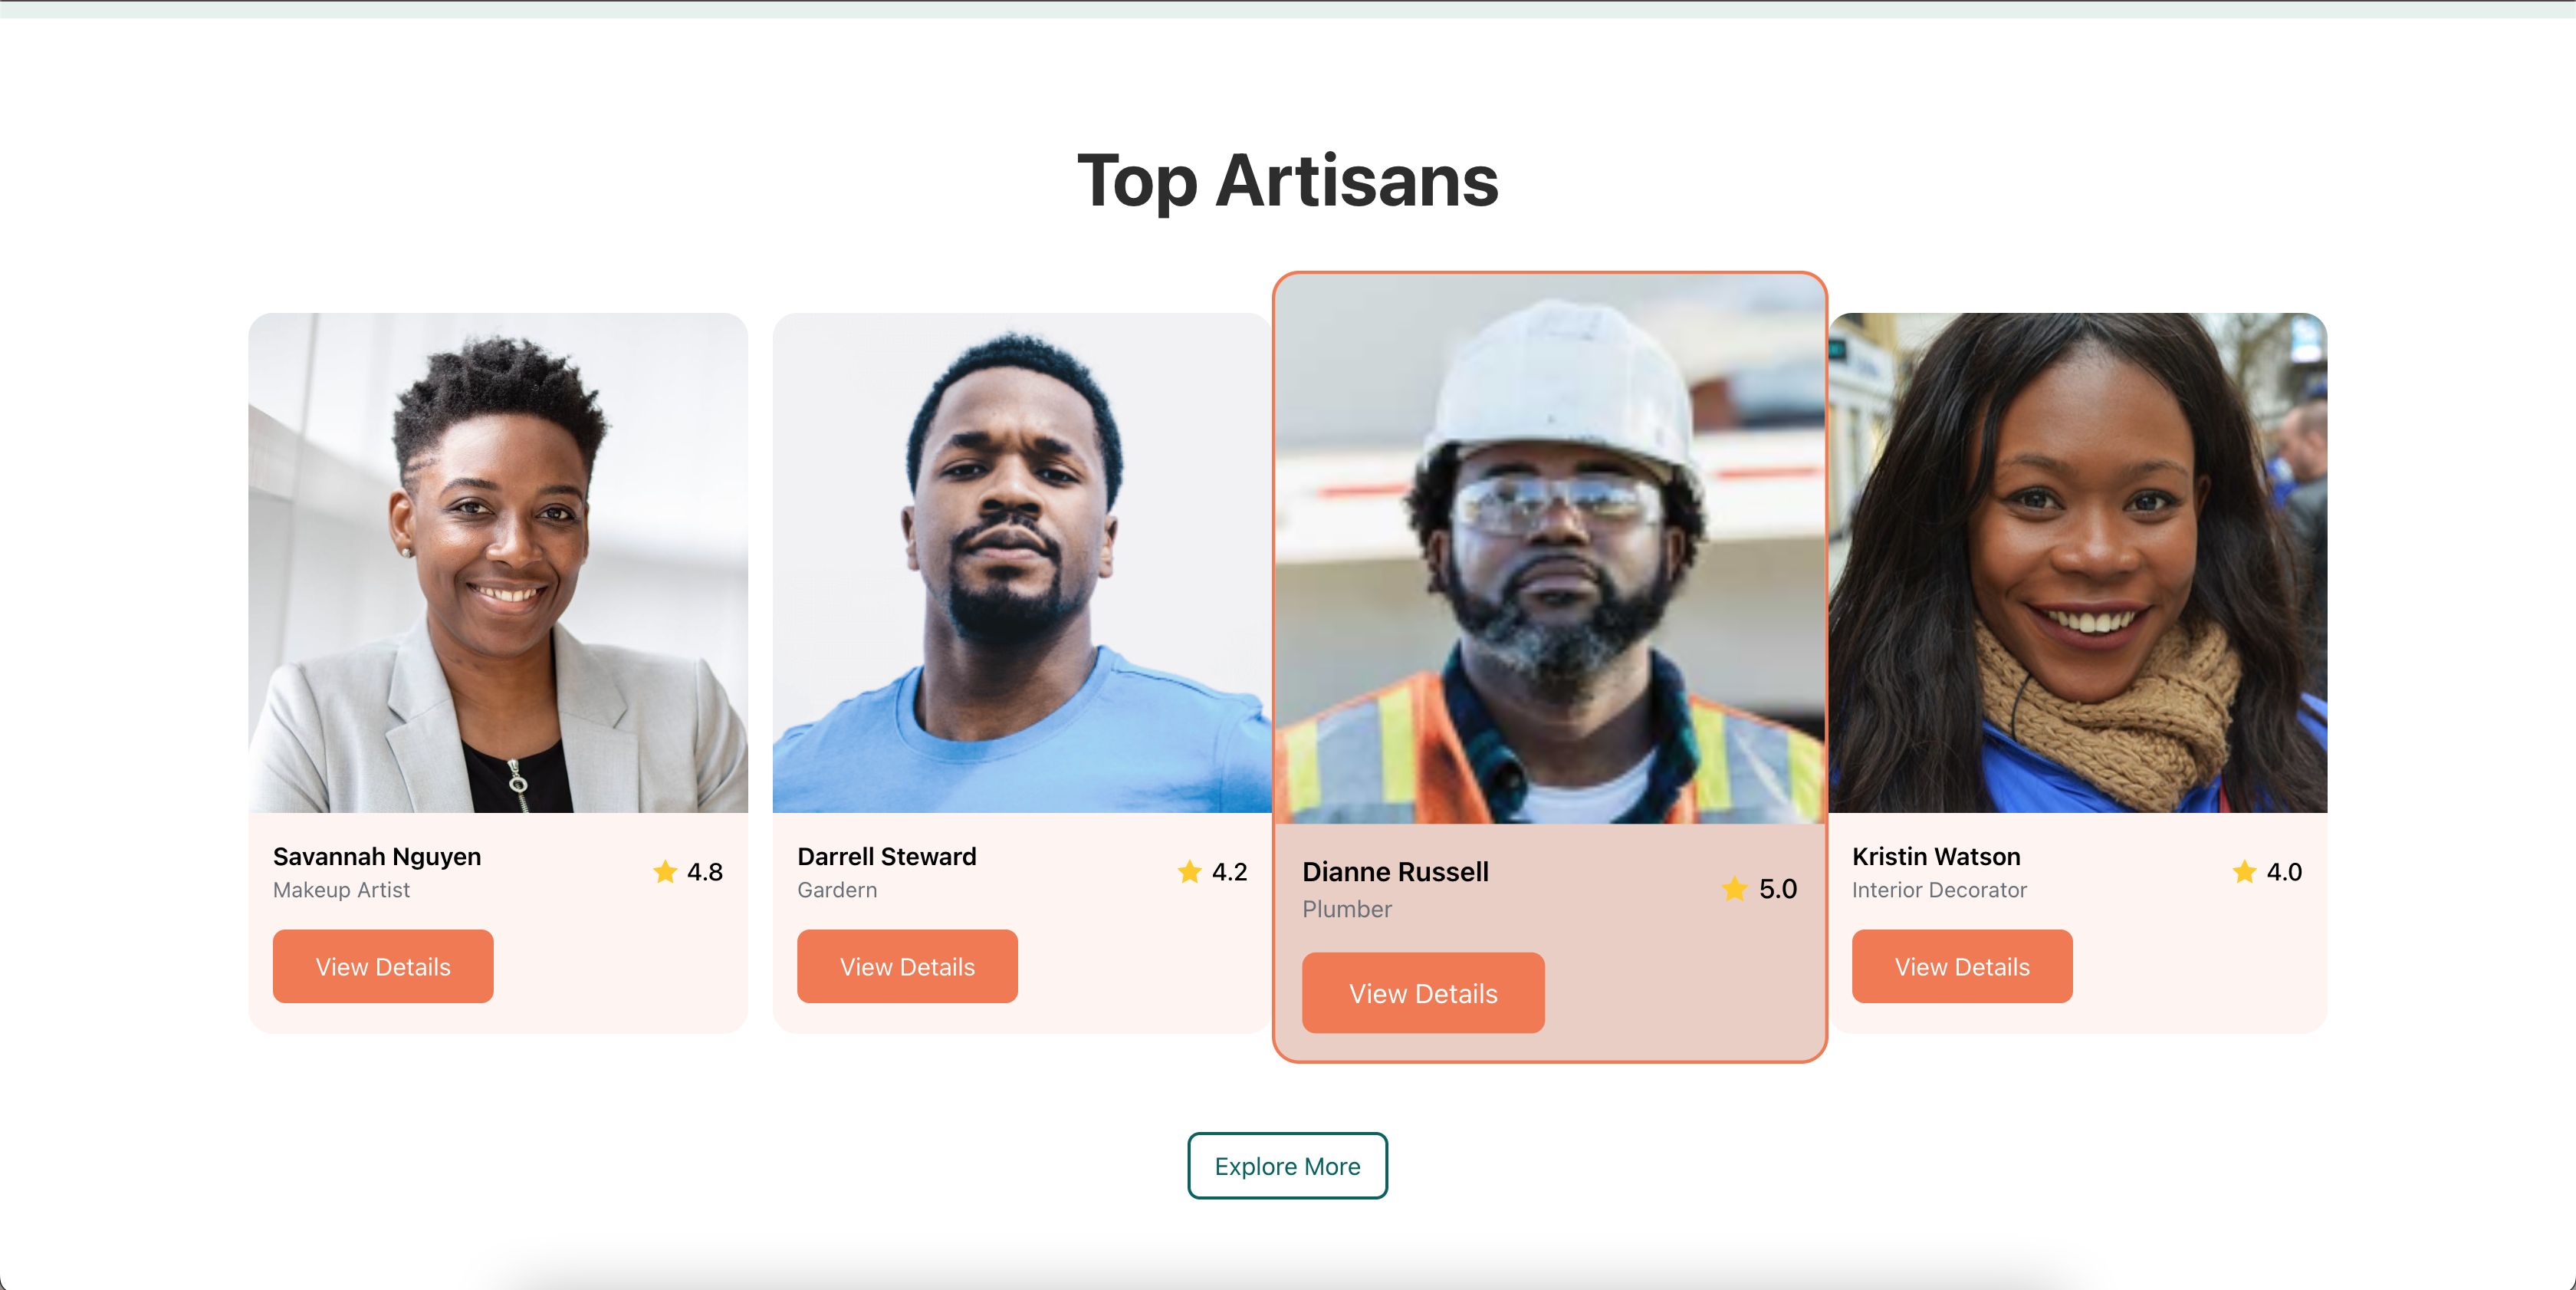 Top Artisans
Savannah Nguyen
Makeup Artist
4.8
View Details
Darrell Steward
Gardern
4.2
View Details
Dianne Russell
Plumber
5.0
View Details
Kristin Watson
Interior Decorator
4.0
View Details
Explore More